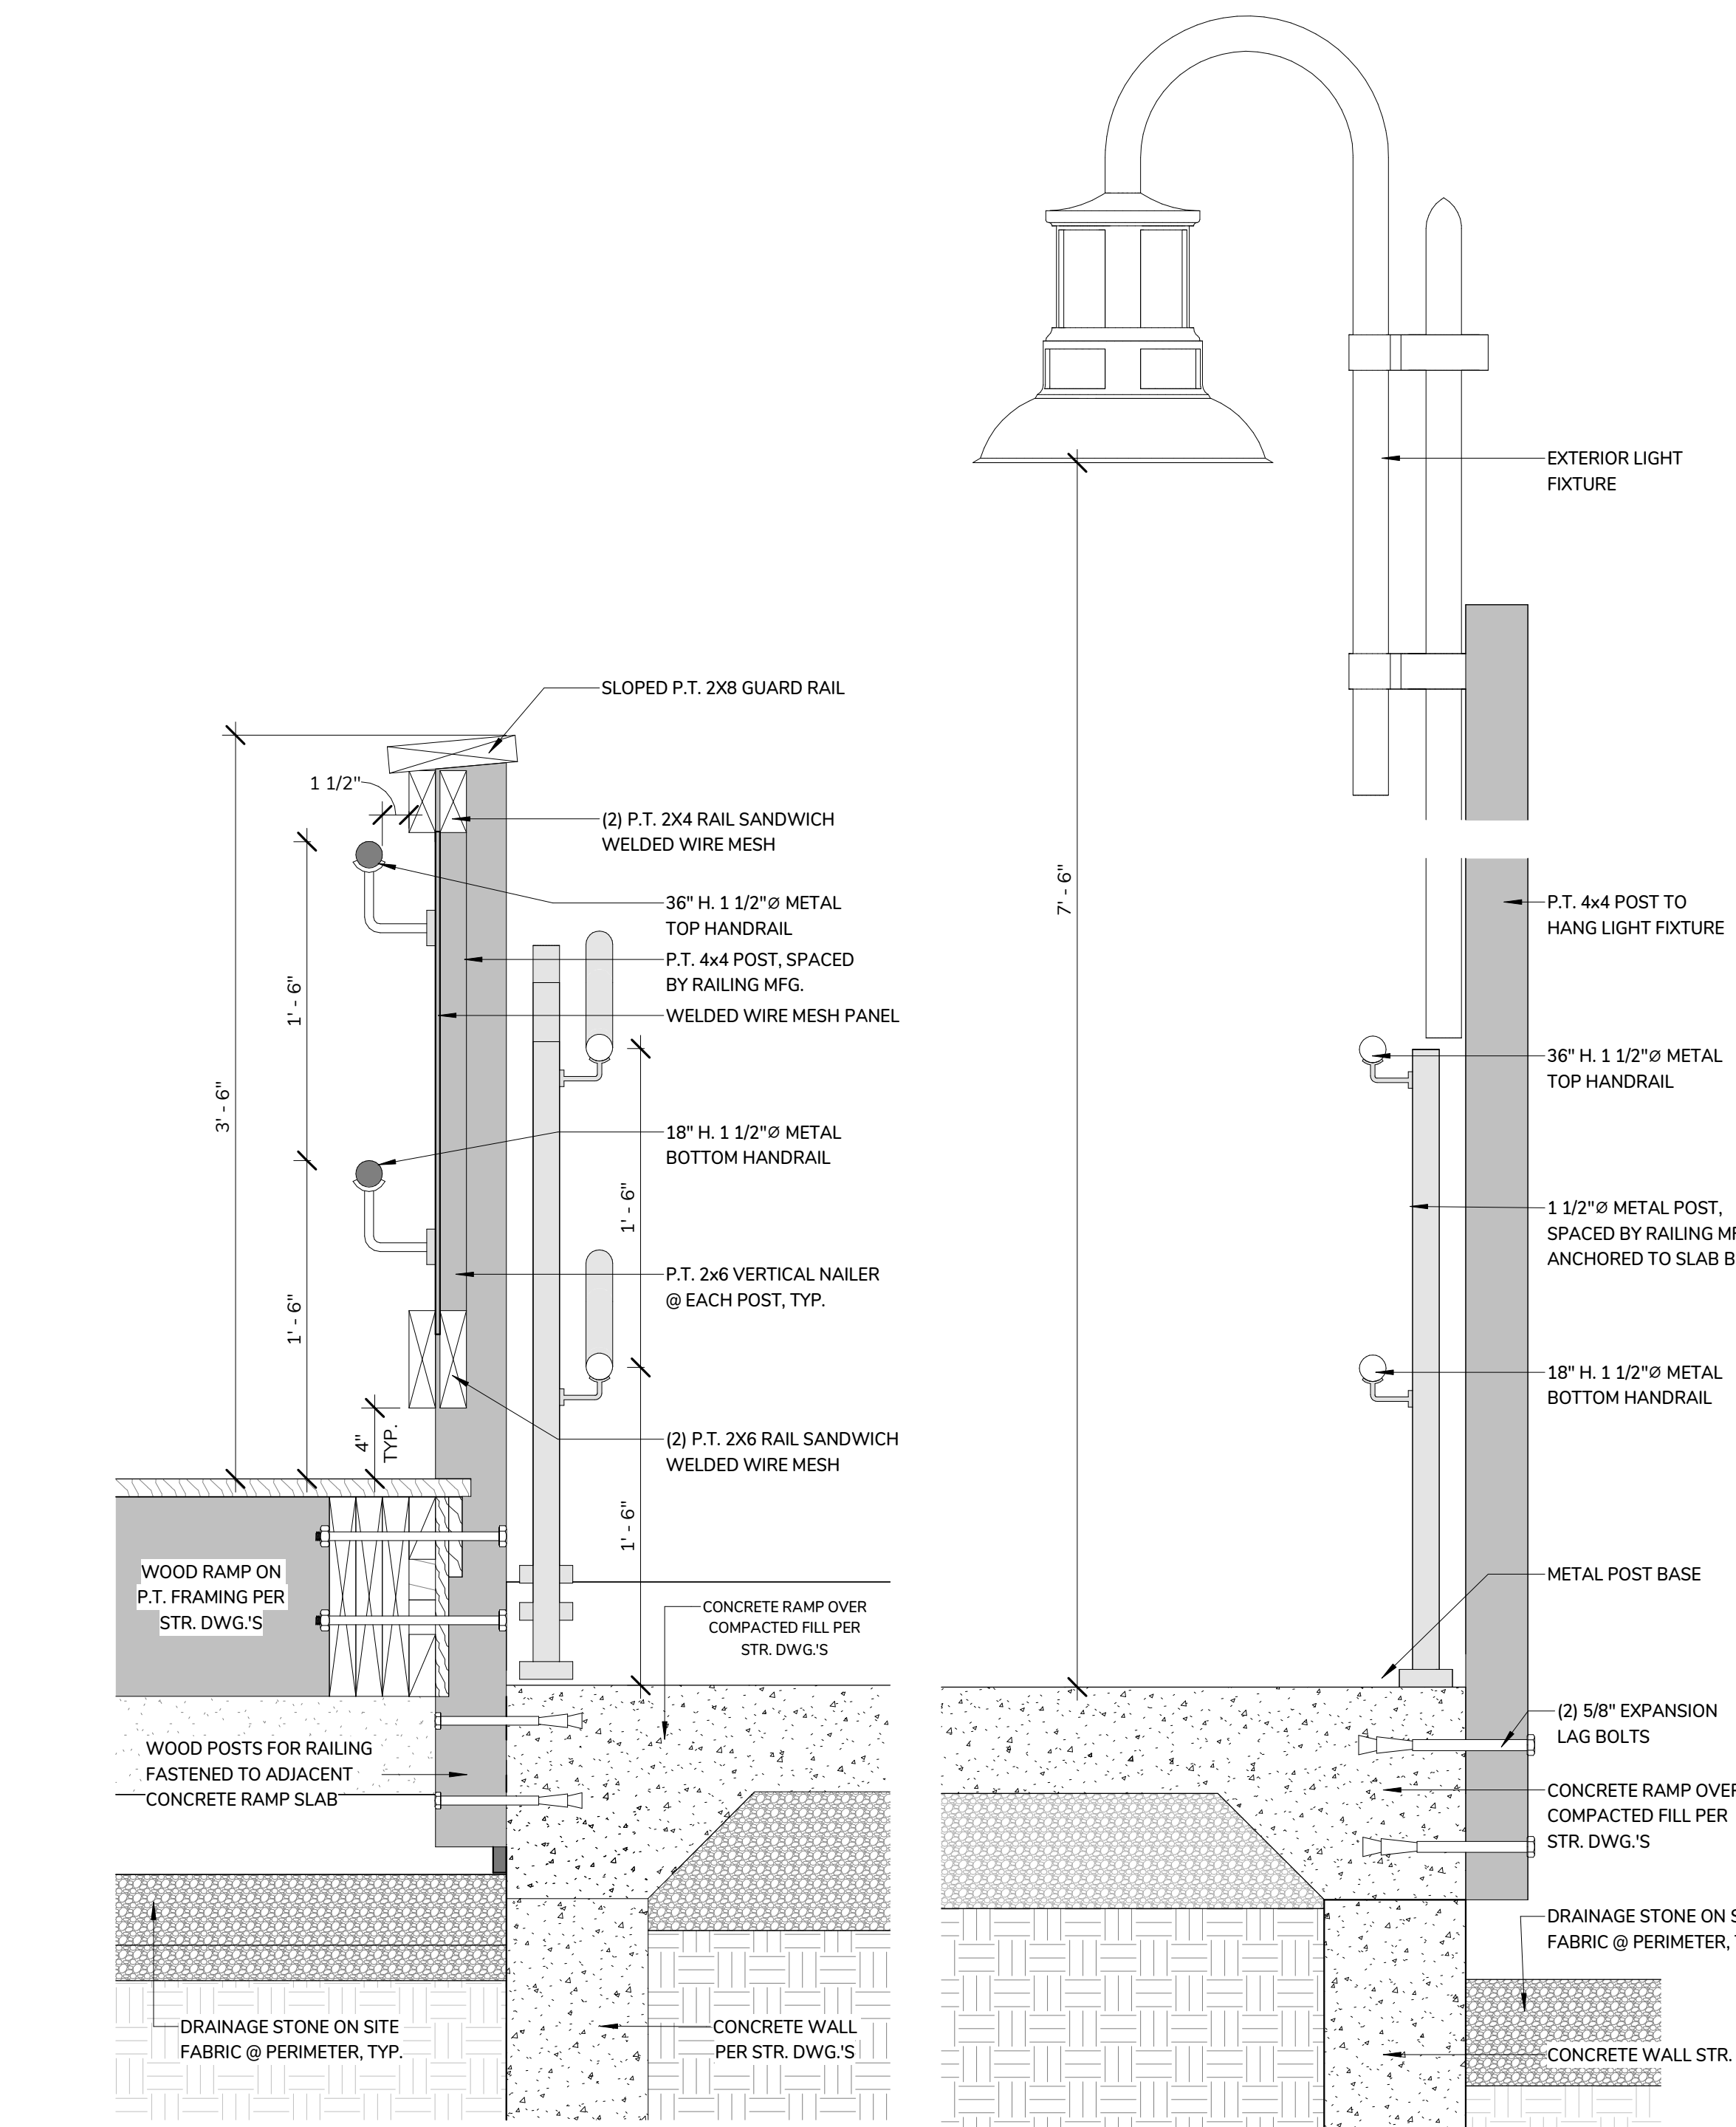 SLOPED P.T. 2X8 GUARD RAIL
1 1/2"
(2) P.T. 2X4 RAIL SANDWICH
WELDED WIRE MESH
36" H. 1 1/2"Ø METAL
TOP HANDRAIL
P.T. 4x4 POST, SPACED
BY RAILING MFG.
WELDED WIRE MESH PANEL
1' - 6"
3' - 6"
18" H. 1 1/2"Ø METAL
BOTTOM HANDRAIL
1' - 6"
P.T. 2x6 VERTICAL NAILER
@ EACH POST, TYP.
1' - 6"
4"
TYP.
(2) P.T. 2X6 RAIL SANDWICH
WELDED WIRE MESH
1' - 6"
WOOD RAMP ON
P.T. FRAMING PER
STR. DWG.'S
CONCRETE RAMP OVER
COMPACTED FILL PER
STR. DWG.'S
WOOD POSTS FOR RAILING
FASTENED TO ADJACENT
CONCRETE RAMP SLAB
DRAINAGE STONE ON SITE
FABRIC @ PERIMETER, TYP.
CONCRETE WALL
PER STR. DWG.'S
EXTERIOR LIGHT
FIXTURE
7' - 6"
P.T. 4x4 POST TO
HANG LIGHT FIXTURE
36" H. 1 1/2"Ø METAL
TOP HANDRAIL
1 1/2"Ø METAL POST,
SPACED BY RAILING
ANCHORED TO SLAB
18" H. 1 1/2"Ø METAL
BOTTOM HANDRAIL
METAL POST BASE
(2) 5/8" EXPANSION
LAG BOLTS
CONCRETE RAMP OVER
COMPACTED FILL PER
STR. DWG.'S
DRAINAGE STONE ON
FABRIC @ PERIMETER,
CONCRETE WALL STR.